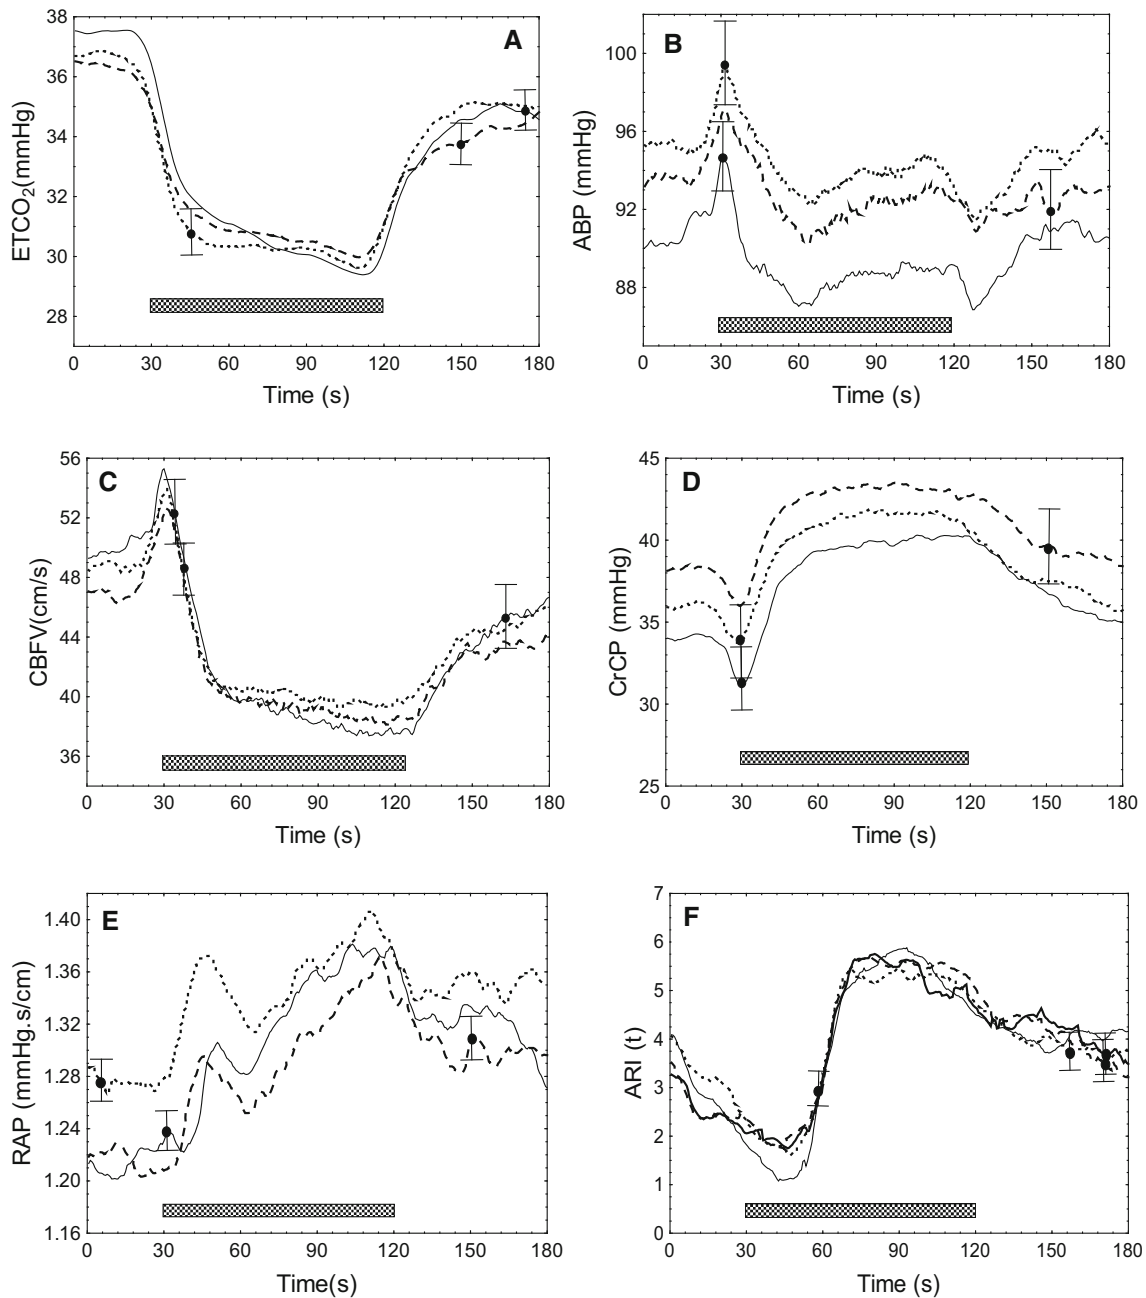 A
ETCO2(mmHg)
38
36
34
32
30
28
0 30 60 90 120 150 180
Time (s)
B
ABP (mmHg)
100
96
92
88
0 30 60 90 120 150 180
Time (s)
C
CBFV(cm/s)
56
52
48
44
40
36
0 30 60 90 120 150 180
Time (s)
D
CrCP (mmHg)
45
40
35
30
25
0 30 60 90 120 150 180
Time (s)
E
RAP (mmHg.s/cm)
1.40
1.36
1.32
1.28
1.24
1.20
1.16
0 30 60 90 120 150 180
Time(s)
F
ARI (t)
7
6
5
4
3
2
1
0
0 30 60 90 120 150 180
Time (s)